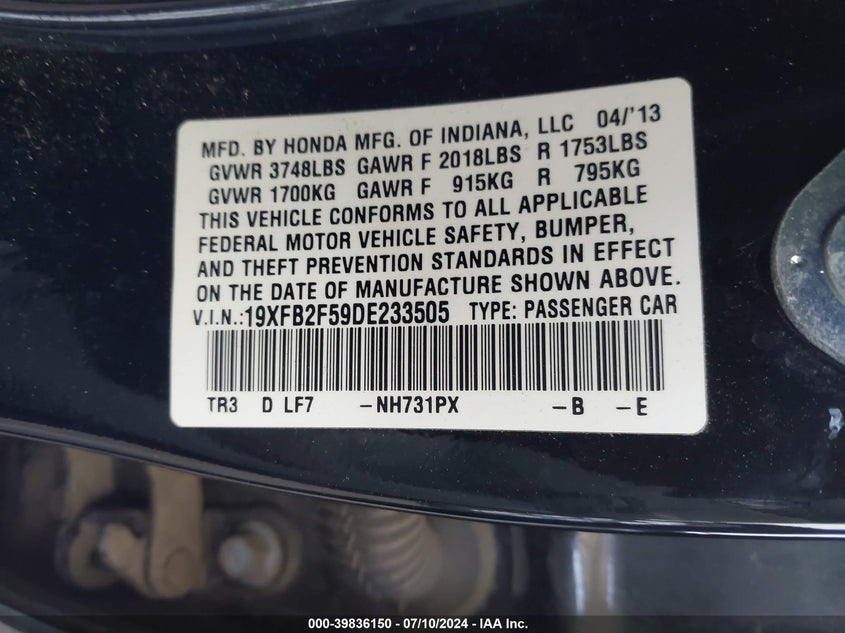 MFD. BY HONDA MFG. OF INDIANA, LLC 04/'13
GVWR 3748LBS GAWR F 2018LBS R 1753LBS
GVWR 1700KG GAWR F 915KG R 795KG
THIS VEHICLE CONFORMS TO ALL APPLICABLE
FEDERAL MOTOR VEHICLE SAFETY, BUMPER,
AND THEFT PREVENTION STANDARDS IN EFFECT
ON THE DATE OF MANUFACTURE SHOWN ABOVE.
V.I.N.:19XFB2F59DE233505 TYPE: PASSENGER CAR
TR3 D LF7 -NH731PX -B -E
000-39836150 - 07/10/2024 - IAA Inc.